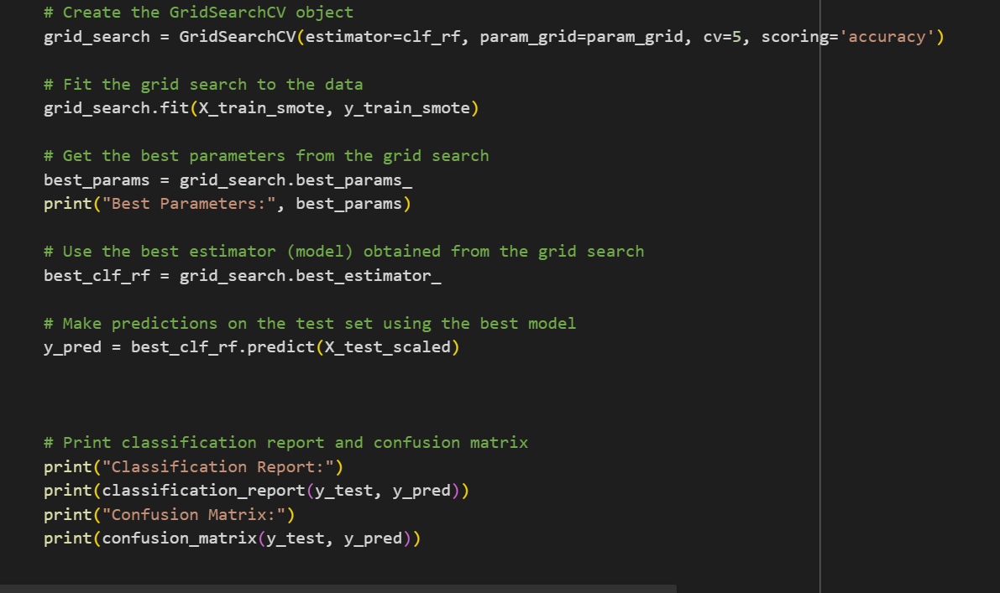 # Create the GridSearchCV object
grid_search = GridSearchCV(estimator=clf_rf, param_grid=param_grid, cv=5, scoring='accuracy')
# Fit the grid search to the data
grid_search.fit(X_train_smote, y_train_smote)
# Get the best parameters from the grid search
best_params = grid_search.best_params_
print("Best Parameters:", best_params)
# Use the best estimator (model) obtained from the grid search
best_clf_rf = grid_search.best_estimator_
# Make predictions on the test set using the best model
y_pred = best_clf_rf.predict(X_test_scaled)
# Print classification report and confusion matrix
print("Classification Report:")
print(classification_report(y_test, y_pred))
print("Confusion Matrix:")
print(confusion_matrix(y_test, y_pred))